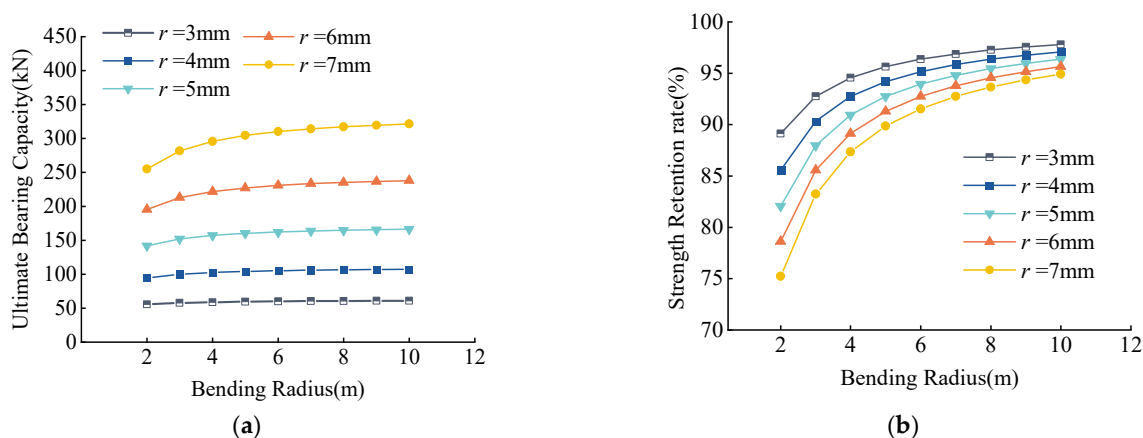 Ultimate Bearing Capacity(kN)
450
400
350
300
250
200
150
100
50
0
r =3mm
r =6mm
r =4mm
r =7mm
r =5mm
2 4 6 8 10 12
Bending Radius(m)
(a)
Strength Retention rate(%)
100
95
90
85
80
75
70
r =3mm
r =4mm
r =5mm
r =6mm
r =7mm
2 4 6 8 10 12
Bending Radius(m)
(b)